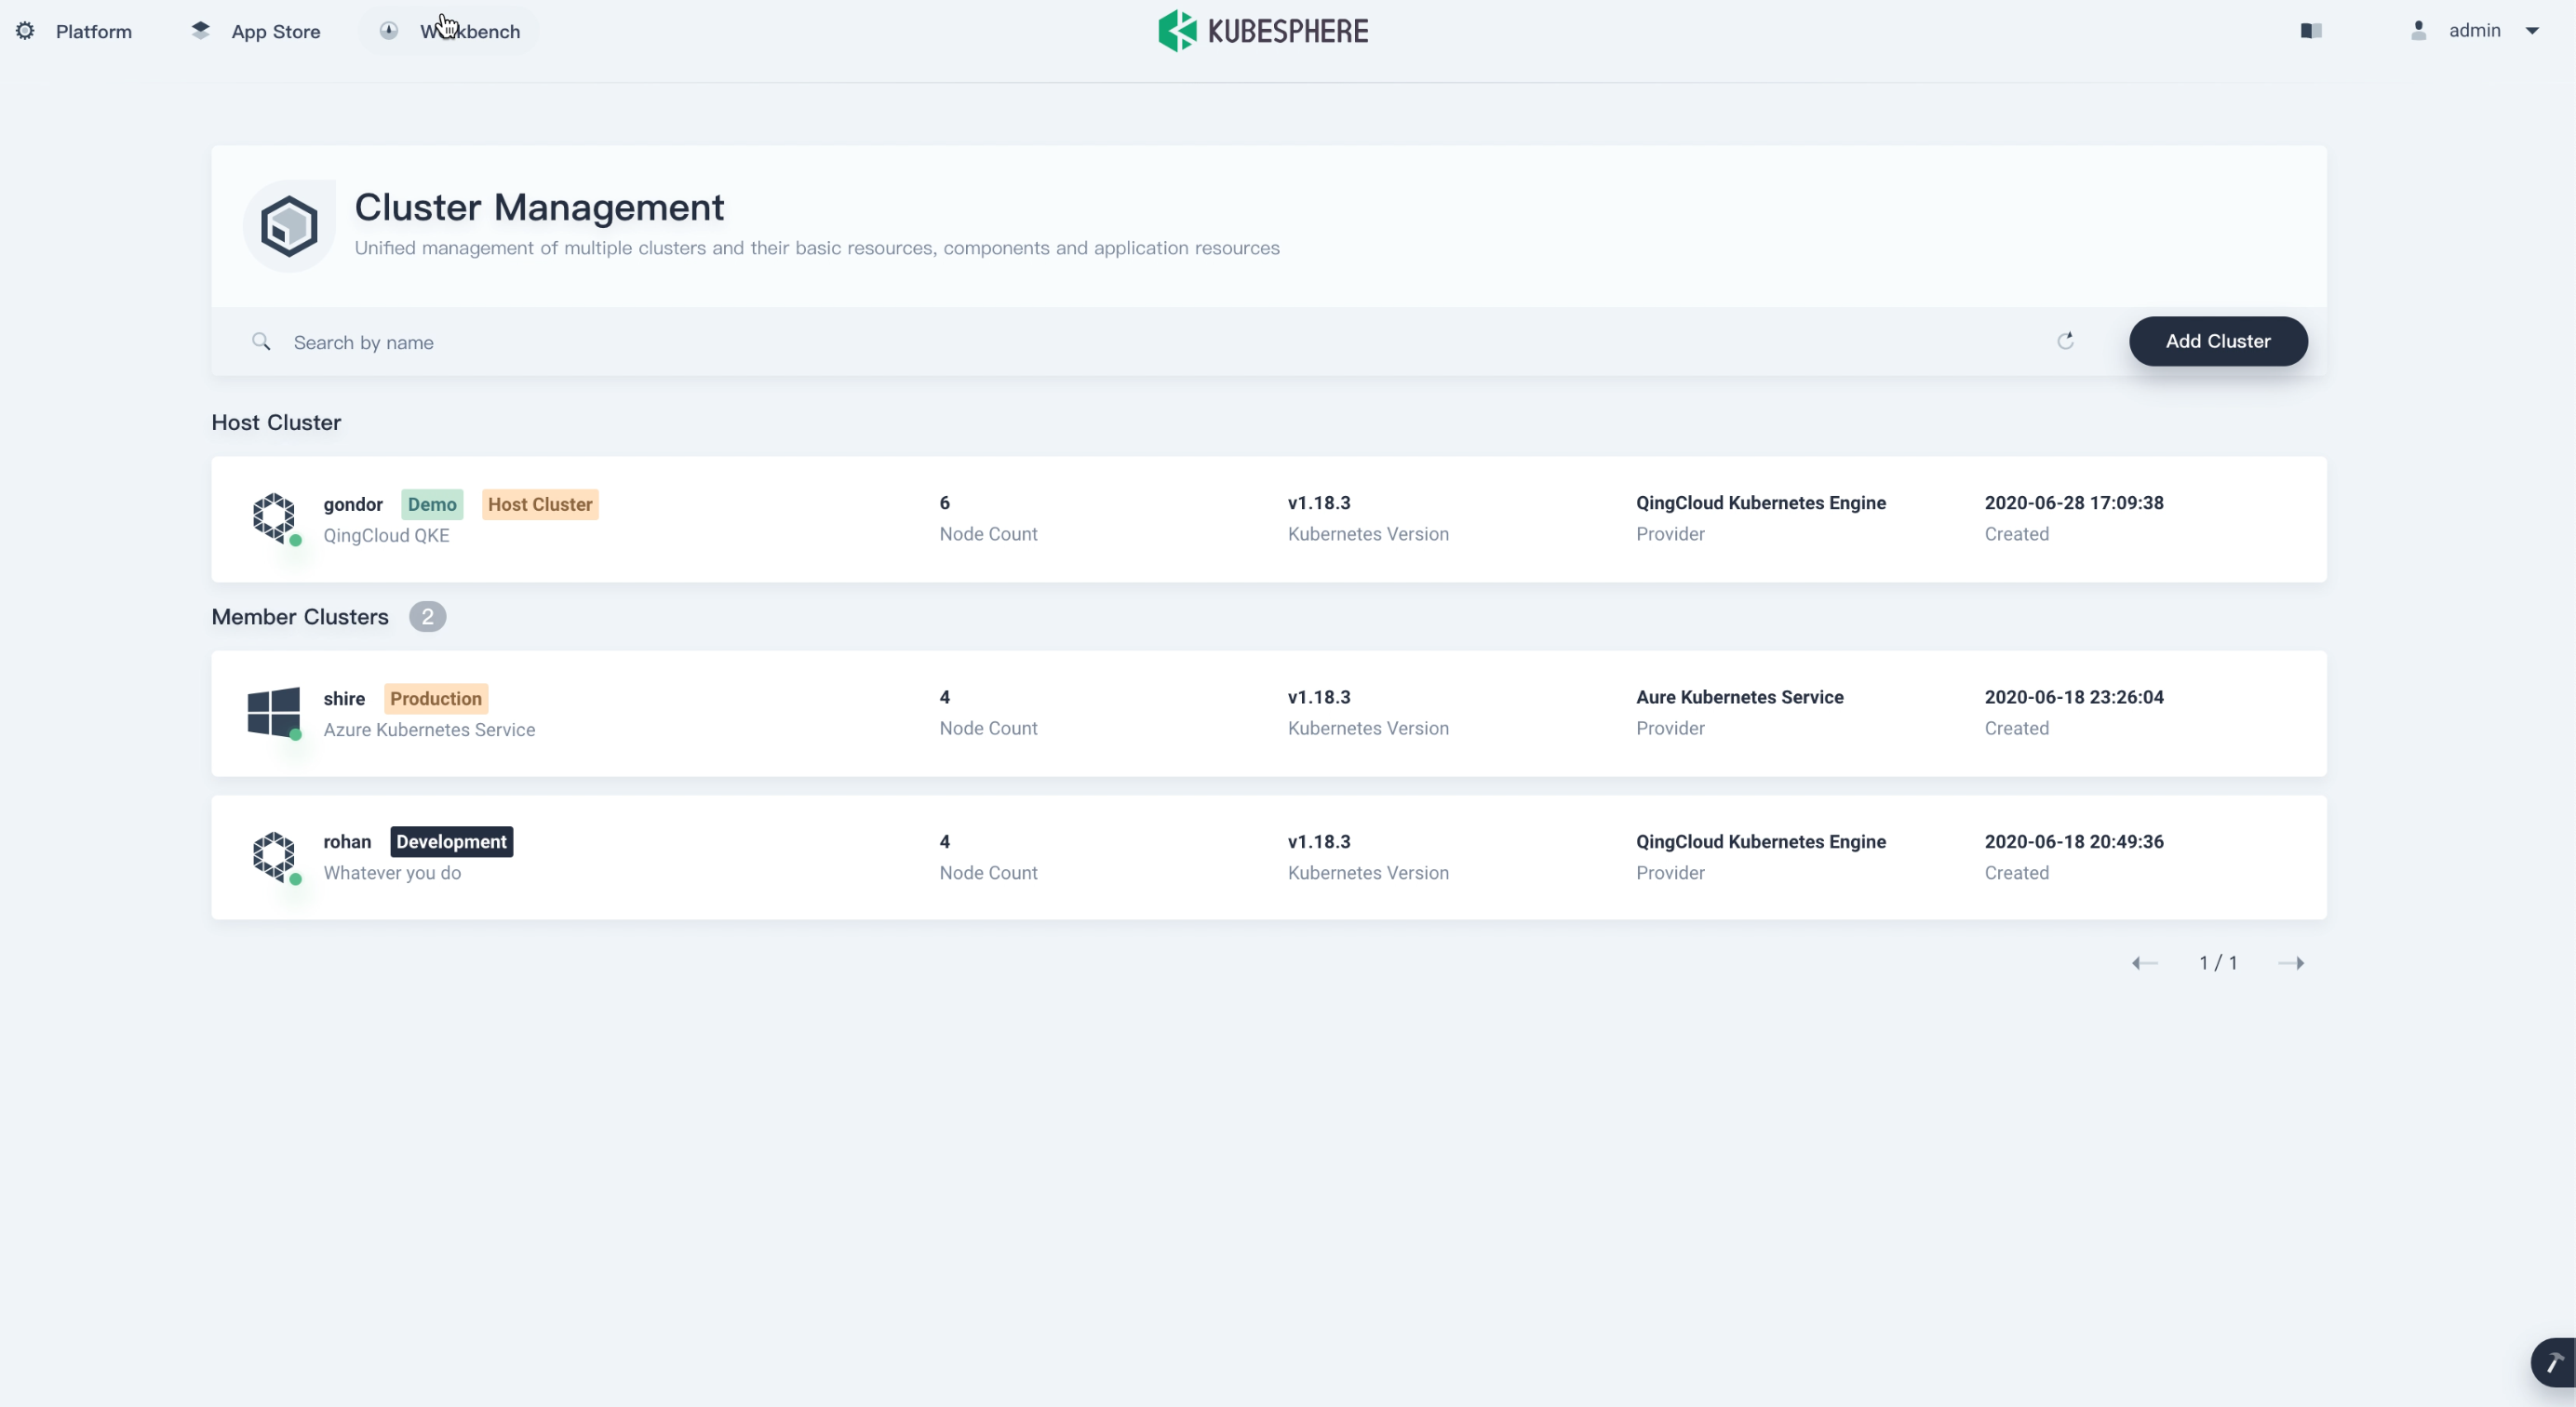 Platform
App Store
Workbench
KUBESPHERE
admin
Cluster Management
Unified management of multiple clusters and their basic resources, components and application resources
Search by name
Add Cluster
Host Cluster
gondor Demo Host Cluster
QingCloud QKE
6
Node Count
v1.18.3
Kubernetes Version
QingCloud Kubernetes Engine
Provider
2020-06-28 17:09:38
Created
Member Clusters 2
shire Production
Azure Kubernetes Service
4
Node Count
v1.18.3
Kubernetes Version
Aure Kubernetes Service
Provider
2020-06-18 23:26:04
Created
rohan Development
Whatever you do
4
Node Count
v1.18.3
Kubernetes Version
QingCloud Kubernetes Engine
Provider
2020-06-18 20:49:36
Created
1 / 1